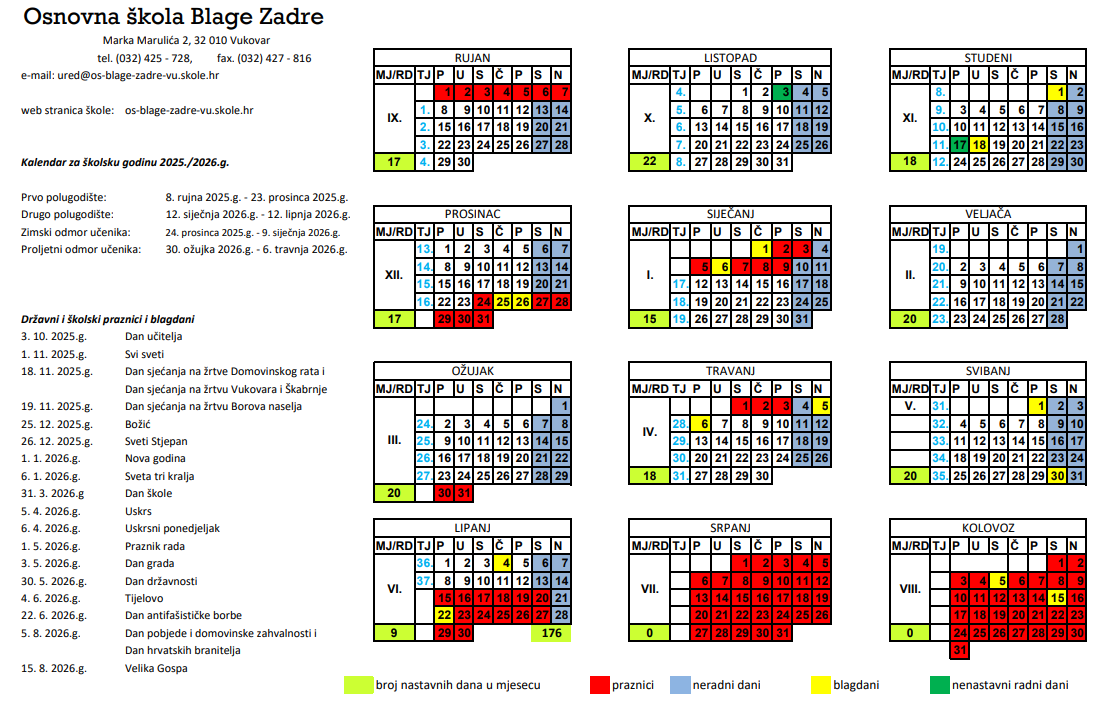 Osnovna škola Blage Zadre
Marka Marulića 2, 32 010 Vukovar
tel. (032) 425 - 728, fax. (032) 427 - 816
e-mail: ured@os-blage-zadre-vu.skole.hr
web stranica škole: os-blage-zadre-vu.skole.hr
Kalendar za školsku godinu 2025./2026.g.
Prvo polugodište: 8. rujna 2025.g. - 23. prosinca 2025.g.
Drugo polugodište: 12. siječnja 2026.g. - 12. lipnja 2026.g.
Zimski odmor učenika: 24. prosinca 2025.g. - 9. siječnja 2026.g.
Proljetni odmor učenika: 30. ožujka 2026.g. - 6. travnja 2026.g.
Državni i školski praznici i blagdani
3. 10. 2025.g. Dan učitelja
1. 11. 2025.g. Svi sveti
18. 11. 2025.g. Dan sjećanja na žrtve Domovinskog rata i
Dan sjećanja na žrtvu Vukovara i Škabrnje
19. 11. 2025.g. Dan sjećanja na žrtvu Borova naselja
25. 12. 2025.g. Božić
26. 12. 2025.g. Sveti Stjepan
1. 1. 2026.g. Nova godina
6. 1. 2026.g. Sveta tri kralja
31. 3. 2026.g Dan škole
5. 4. 2026.g. Uskrs
6. 4. 2026.g. Uskrsni ponedjeljak
1. 5. 2026.g. Praznik rada
3. 5. 2026.g. Dan grada
30. 5. 2026.g. Dan državnosti
4. 6. 2026.g. Tijelovo
22. 6. 2026.g. Dan antifašističke borbe
5. 8. 2026.g. Dan pobjede i domovinske zahvalnosti i
Dan hrvatskih branitelja
15. 8. 2026.g. Velika Gospa
RUJAN
MJ/RD TJ P U S Č P S N
1 2 3 4 5 6 7
1. 8 9 10 11 12 13 14
IX.
2. 15 16 17 18 19 20 21
3. 22 23 24 25 26 27 28
17 4. 29 30
LISTOPAD
MJ/RD TJ P U S Č P S N
4. 1 2 3 4 5
5. 6 7 8 9 10 11 12
X.
6. 13 14 15 16 17 18 19
7. 20 21 22 23 24 25 26
22 8. 27 28 29 30 31
STUDENI
MJ/RD TJ P U S Č P S N
8. 1 2
9. 3 4 5 6 7 8 9
XI.
10. 10 11 12 13 14 15 16
11. 17 18 19 20 21 22 23
18 12. 24 25 26 27 28 29 30
PROSINAC
MJ/RD TJ P U S Č P S N
13. 1 2 3 4 5 6 7
14. 8 9 10 11 12 13 14
XII.
15. 15 16 17 18 19 20 21
16. 22 23 24 25 26 27 28
17 29 30 31
SIJEČANJ
MJ/RD TJ P U S Č P S N
1 2 3 4
5 6 7 8 9 10 11
I.
17. 12 13 14 15 16 17 18
18. 19 20 21 22 23 24 25
15 19. 26 27 28 29 30 31
VELJAČA
MJ/RD TJ P U S Č P S N
19. 1
20. 2 3 4 5 6 7 8
II.
21. 9 10 11 12 13 14 15
22. 16 17 18 19 20 21 22
20 23. 23 24 25 26 27 28
OŽUJAK
MJ/RD TJ P U S Č P S N
1
24. 2 3 4 5 6 7 8
III.
25. 9 10 11 12 13 14 15
26. 16 17 18 19 20 21 22
27. 23 24 25 26 27 28 29
20 30 31
TRAVANJ
MJ/RD TJ P U S Č P S N
1 2 3 4 5
28. 6 7 8 9 10 11 12
IV.
29. 13 14 15 16 17 18 19
30. 20 21 22 23 24 25 26
18 31. 27 28 29 30
SVIBANJ
MJ/RD TJ P U S Č P S N
V. 31. 1 2 3
32. 4 5 6 7 8 9 10
33. 11 12 13 14 15 16 17
34. 18 19 20 21 22 23 24
20 35. 25 26 27 28 29 30 31
LIPANJ
MJ/RD TJ P U S Č P S N
36. 1 2 3 4 5 6 7
37. 8 9 10 11 12 13 14
VI.
15 16 17 18 19 20 21
22 23 24 25 26 27 28
9 29 30 176
SRPANJ
MJ/RD TJ P U S Č P S N
1 2 3 4 5
6 7 8 9 10 11 12
VII.
13 14 15 16 17 18 19
20 21 22 23 24 25 26
0 27 28 29 30 31
KOLOVOZ
MJ/RD TJ P U S Č P S N
1 2
3 4 5 6 7 8 9
VIII.
10 11 12 13 14 15 16
17 18 19 20 21 22 23
0 24 25 26 27 28 29 30
31
broj nastavnih dana u mjesecu praznici neradni dani blagdani nenastavni radni dani